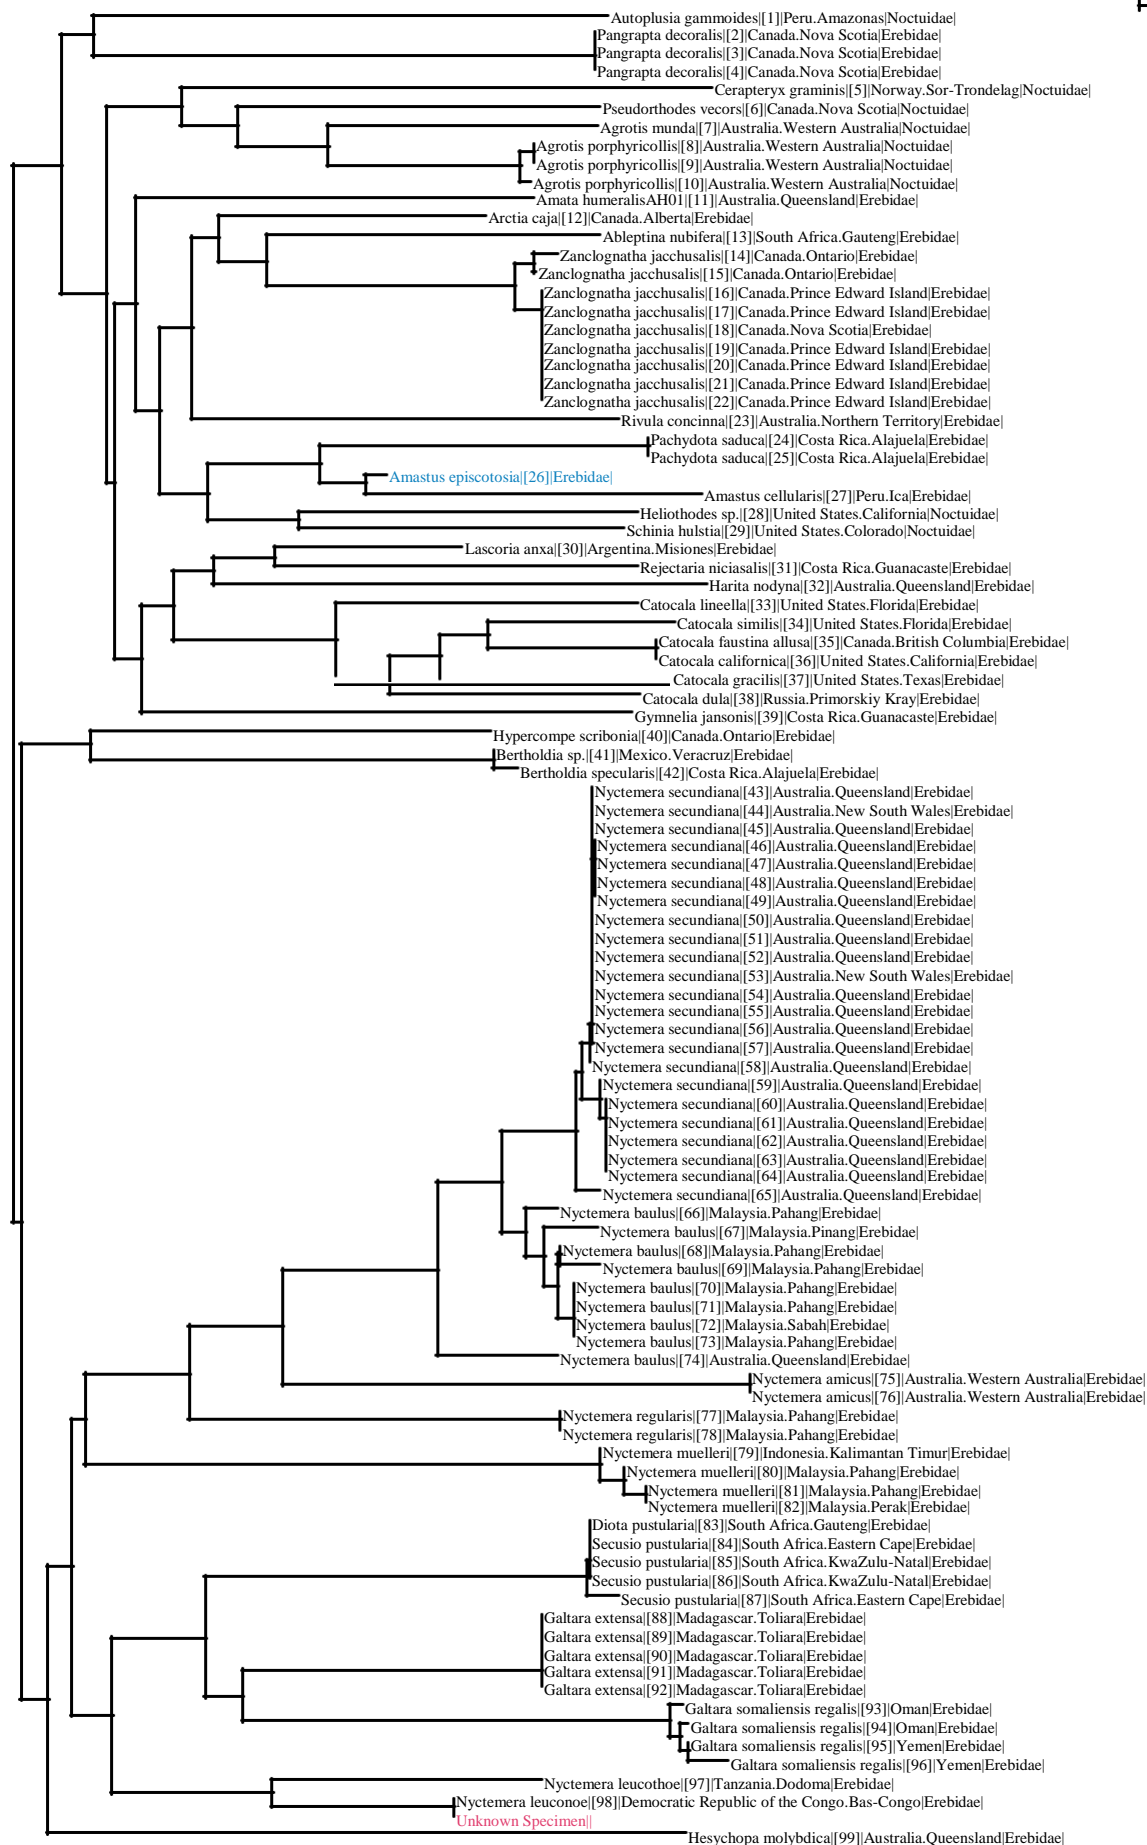 Autoplusia gammoides|[1]|Peru.Amazonas|Noctuidae|
Pangrapta decoralis|[2]|Canada.Nova Scotia|Erebidae|
Pangrapta decoralis|[3]|Canada.Nova Scotia|Erebidae|
Pangrapta decoralis|[4]|Canada.Nova Scotia|Erebidae|
Cerapteryx graminis|[5]|Norway.Sor-Trondelag|Noctuidae|
Pseudorthodes vecors|[6]|Canada.Nova Scotia|Noctuidae|
Agrotis munda|[7]|Australia.Western Australia|Noctuidae|
Agrotis porphyricollis|[8]|Australia.Western Australia|Noctuidae|
Agrotis porphyricollis|[9]|Australia.Western Australia|Noctuidae|
Agrotis porphyricollis|[10]|Australia.Western Australia|Noctuidae|
Amata humeralisAH01|[11]|Australia.Queensland|Erebidae|
Arctia caja|[12]|Canada.Alberta|Erebidae|
Ableptina nubifera|[13]|South Africa.Gauteng|Erebidae|
Zanclognatha jacchusalis|[14]|Canada.Ontario|Erebidae|
Zanclognatha jacchusalis|[15]|Canada.Ontario|Erebidae|
Zanclognatha jacchusalis|[16]|Canada.Prince Edward Island|Erebidae|
Zanclognatha jacchusalis|[17]|Canada.Prince Edward Island|Erebidae|
Zanclognatha jacchusalis|[18]|Canada.Nova Scotia|Erebidae|
Zanclognatha jacchusalis|[19]|Canada.Prince Edward Island|Erebidae|
Zanclognatha jacchusalis|[20]|Canada.Prince Edward Island|Erebidae|
Zanclognatha jacchusalis|[21]|Canada.Prince Edward Island|Erebidae|
Zanclognatha jacchusalis|[22]|Canada.Prince Edward Island|Erebidae|
Rivula concinna|[23]|Australia.Northern Territory|Erebidae|
Pachydota saduca|[24]|Costa Rica.Alajuela|Erebidae|
Pachydota saduca|[25]|Costa Rica.Alajuela|Erebidae|
Amastus episcotosia|[26]|Erebidae|
Amastus cellularis|[27]|Peru.Ica|Erebidae|
Heliothodes sp.|[28]|United States.California|Noctuidae|
Schinia hulstia|[29]|United States.Colorado|Noctuidae|
Lascoria anxa|[30]|Argentina.Misiones|Erebidae|
Rejectaria niciasalis|[31]|Costa Rica.Guanacaste|Erebidae|
Harita nodyna|[32]|Australia.Queensland|Erebidae|
Catocala lineella|[33]|United States.Florida|Erebidae|
Catocala similis|[34]|United States.Florida|Erebidae|
Catocala faustina allusa|[35]|Canada.British Columbia|Erebidae|
Catocala californica|[36]|United States.California|Erebidae|
Catocala gracilis|[37]|United States.Texas|Erebidae|
Catocala dula|[38]|Russia.Primorskiy Kray|Erebidae|
Gymnelia jansonis|[39]|Costa Rica.Guanacaste|Erebidae|
Hypercompe scribonia|[40]|Canada.Ontario|Erebidae|
Bertholdia sp.|[41]|Mexico.Veracruz|Erebidae|
Bertholdia specularis|[42]|Costa Rica.Alajuela|Erebidae|
Nyctemera secundiana|[43]|Australia.Queensland|Erebidae|
Nyctemera secundiana|[44]|Australia.New South Wales|Erebidae|
Nyctemera secundiana|[45]|Australia.Queensland|Erebidae|
Nyctemera secundiana|[46]|Australia.Queensland|Erebidae|
Nyctemera secundiana|[47]|Australia.Queensland|Erebidae|
Nyctemera secundiana|[48]|Australia.Queensland|Erebidae|
Nyctemera secundiana|[49]|Australia.Queensland|Erebidae|
Nyctemera secundiana|[50]|Australia.Queensland|Erebidae|
Nyctemera secundiana|[51]|Australia.Queensland|Erebidae|
Nyctemera secundiana|[52]|Australia.Queensland|Erebidae|
Nyctemera secundiana|[53]|Australia.New South Wales|Erebidae|
Nyctemera secundiana|[54]|Australia.Queensland|Erebidae|
Nyctemera secundiana|[55]|Australia.Queensland|Erebidae|
Nyctemera secundiana|[56]|Australia.Queensland|Erebidae|
Nyctemera secundiana|[57]|Australia.Queensland|Erebidae|
Nyctemera secundiana|[58]|Australia.Queensland|Erebidae|
Nyctemera secundiana|[59]|Australia.Queensland|Erebidae|
Nyctemera secundiana|[60]|Australia.Queensland|Erebidae|
Nyctemera secundiana|[61]|Australia.Queensland|Erebidae|
Nyctemera secundiana|[62]|Australia.Queensland|Erebidae|
Nyctemera secundiana|[63]|Australia.Queensland|Erebidae|
Nyctemera secundiana|[64]|Australia.Queensland|Erebidae|
Nyctemera secundiana|[65]|Australia.Queensland|Erebidae|
Nyctemera baulus|[66]|Malaysia.Pahang|Erebidae|
Nyctemera baulus|[67]|Malaysia.Pinang|Erebidae|
Nyctemera baulus|[68]|Malaysia.Pahang|Erebidae|
Nyctemera baulus|[69]|Malaysia.Pahang|Erebidae|
Nyctemera baulus|[70]|Malaysia.Pahang|Erebidae|
Nyctemera baulus|[71]|Malaysia.Pahang|Erebidae|
Nyctemera baulus|[72]|Malaysia.Sabah|Erebidae|
Nyctemera baulus|[73]|Malaysia.Pahang|Erebidae|
Nyctemera baulus|[74]|Australia.Queensland|Erebidae|
Nyctemera amicus|[75]|Australia.Western Australia|Erebidae|
Nyctemera amicus|[76]|Australia.Western Australia|Erebidae|
Nyctemera regularis|[77]|Malaysia.Pahang|Erebidae|
Nyctemera regularis|[78]|Malaysia.Pahang|Erebidae|
Nyctemera muelleri|[79]|Indonesia.Kalimantan Timur|Erebidae|
Nyctemera muelleri|[80]|Malaysia.Pahang|Erebidae|
Nyctemera muelleri|[81]|Malaysia.Pahang|Erebidae|
Nyctemera muelleri|[82]|Malaysia.Perak|Erebidae|
Diota pustularia|[83]|South Africa.Gauteng|Erebidae|
Secusio pustularia|[84]|South Africa.Eastern Cape|Erebidae|
Secusio pustularia|[85]|South Africa.KwaZulu-Natal|Erebidae|
Secusio pustularia|[86]|South Africa.KwaZulu-Natal|Erebidae|
Secusio pustularia|[87]|South Africa.Eastern Cape|Erebidae|
Galtara extensa|[88]|Madagascar.Toliara|Erebidae|
Galtara extensa|[89]|Madagascar.Toliara|Erebidae|
Galtara extensa|[90]|Madagascar.Toliara|Erebidae|
Galtara extensa|[91]|Madagascar.Toliara|Erebidae|
Galtara extensa|[92]|Madagascar.Toliara|Erebidae|
Galtara somaliensis regalis|[93]|Oman|Erebidae|
Galtara somaliensis regalis|[94]|Oman|Erebidae|
Galtara somaliensis regalis|[95]|Yemen|Erebidae|
Galtara somaliensis regalis|[96]|Yemen|Erebidae|
Nyctemera leucothoe|[97]|Tanzania.Dodoma|Erebidae|
Nyctemera leuconoe|[98]|Democratic Republic of the Congo.Bas-Congo|Erebidae|
Unknown Specimen||
Hesychopa molybdica|[99]|Australia.Queensland|Erebidae|